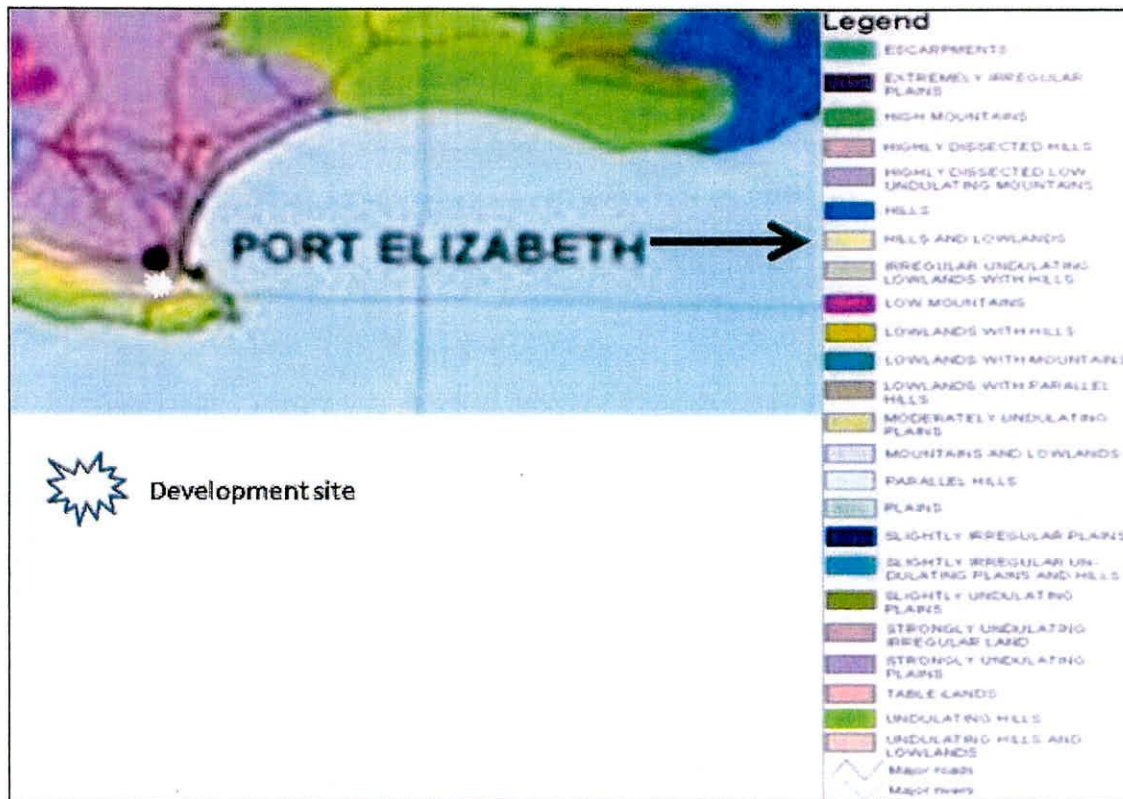 Legend
ESCARPMENTS
EXTREMELY IRREGULAR
PLAINS
HIGH MOUNTAINS
HIGHLY DISSECTED HILLS
HIGHLY DISSECTED LOW
UNDULATING MOUNTAINS
HILLS
HILLS AND LOWLANDS
IRREGULAR UNDULATING
LOWLANDS WITH HILLS
LOW MOUNTAINS
LOWLANDS WITH HILLS
LOWLANDS WITH MOUNTAINS
LOWLANDS WITH PARALLEL
HILLS
MODERATELY UNDULATING
PLAINS
MOUNTAINS AND LOWLANDS
PARALLEL HILLS
PLAINS
SLIGHTLY IRREGULAR PLAINS
SLIGHTLY IRREGULAR UN-
DULATING PLAINS AND HILLS
SLIGHTLY UNDULATING
PLAINS
STRONGLY UNDULATING
IRREGULAR LAND
STRONGLY UNDULATING
PLAINS
TABLE LANDS
UNDULATING HILLS
UNDULATING HILLS AND
LOWLANDS
Major roads
Major rivers
PORT ELIZABETH
Development site